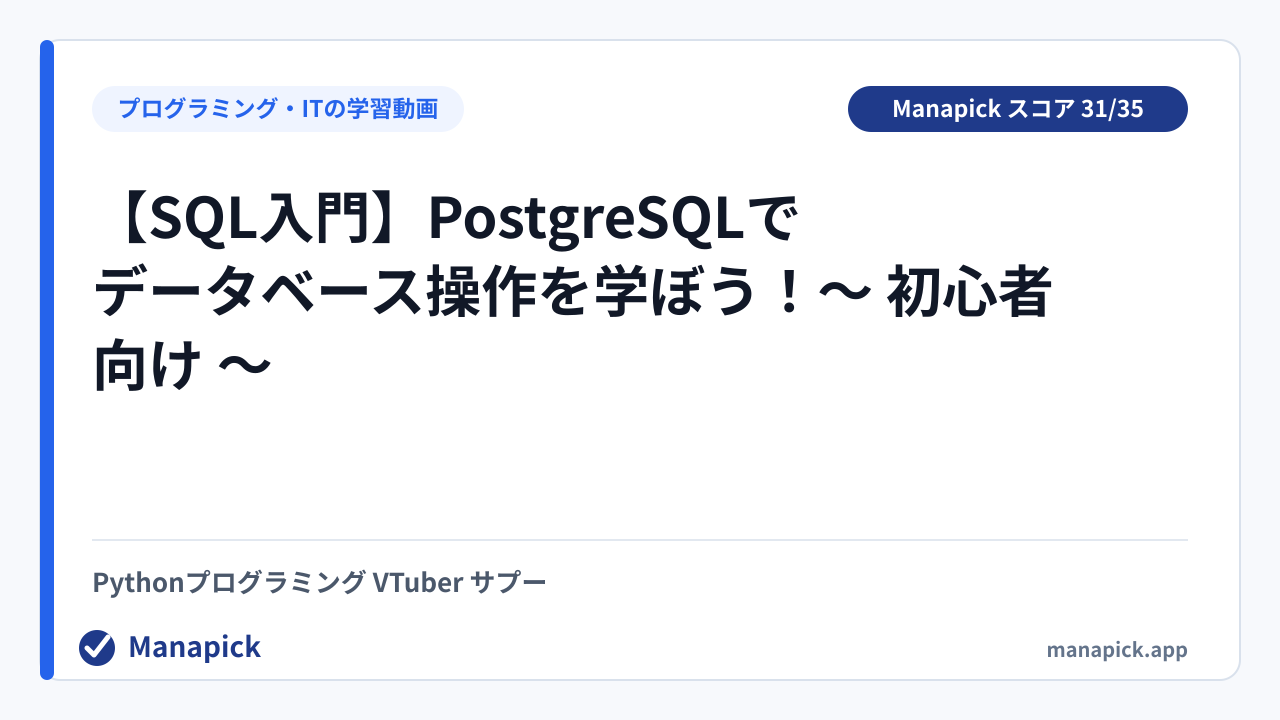 プログラミング・ITの学習動画
Manapick スコア 31/35
【SQL入門】PostgreSQLで
データベース操作を学ぼう！〜 初心者
向け 〜
Pythonプログラミング VTuber サプー
Manapick
manapick.app